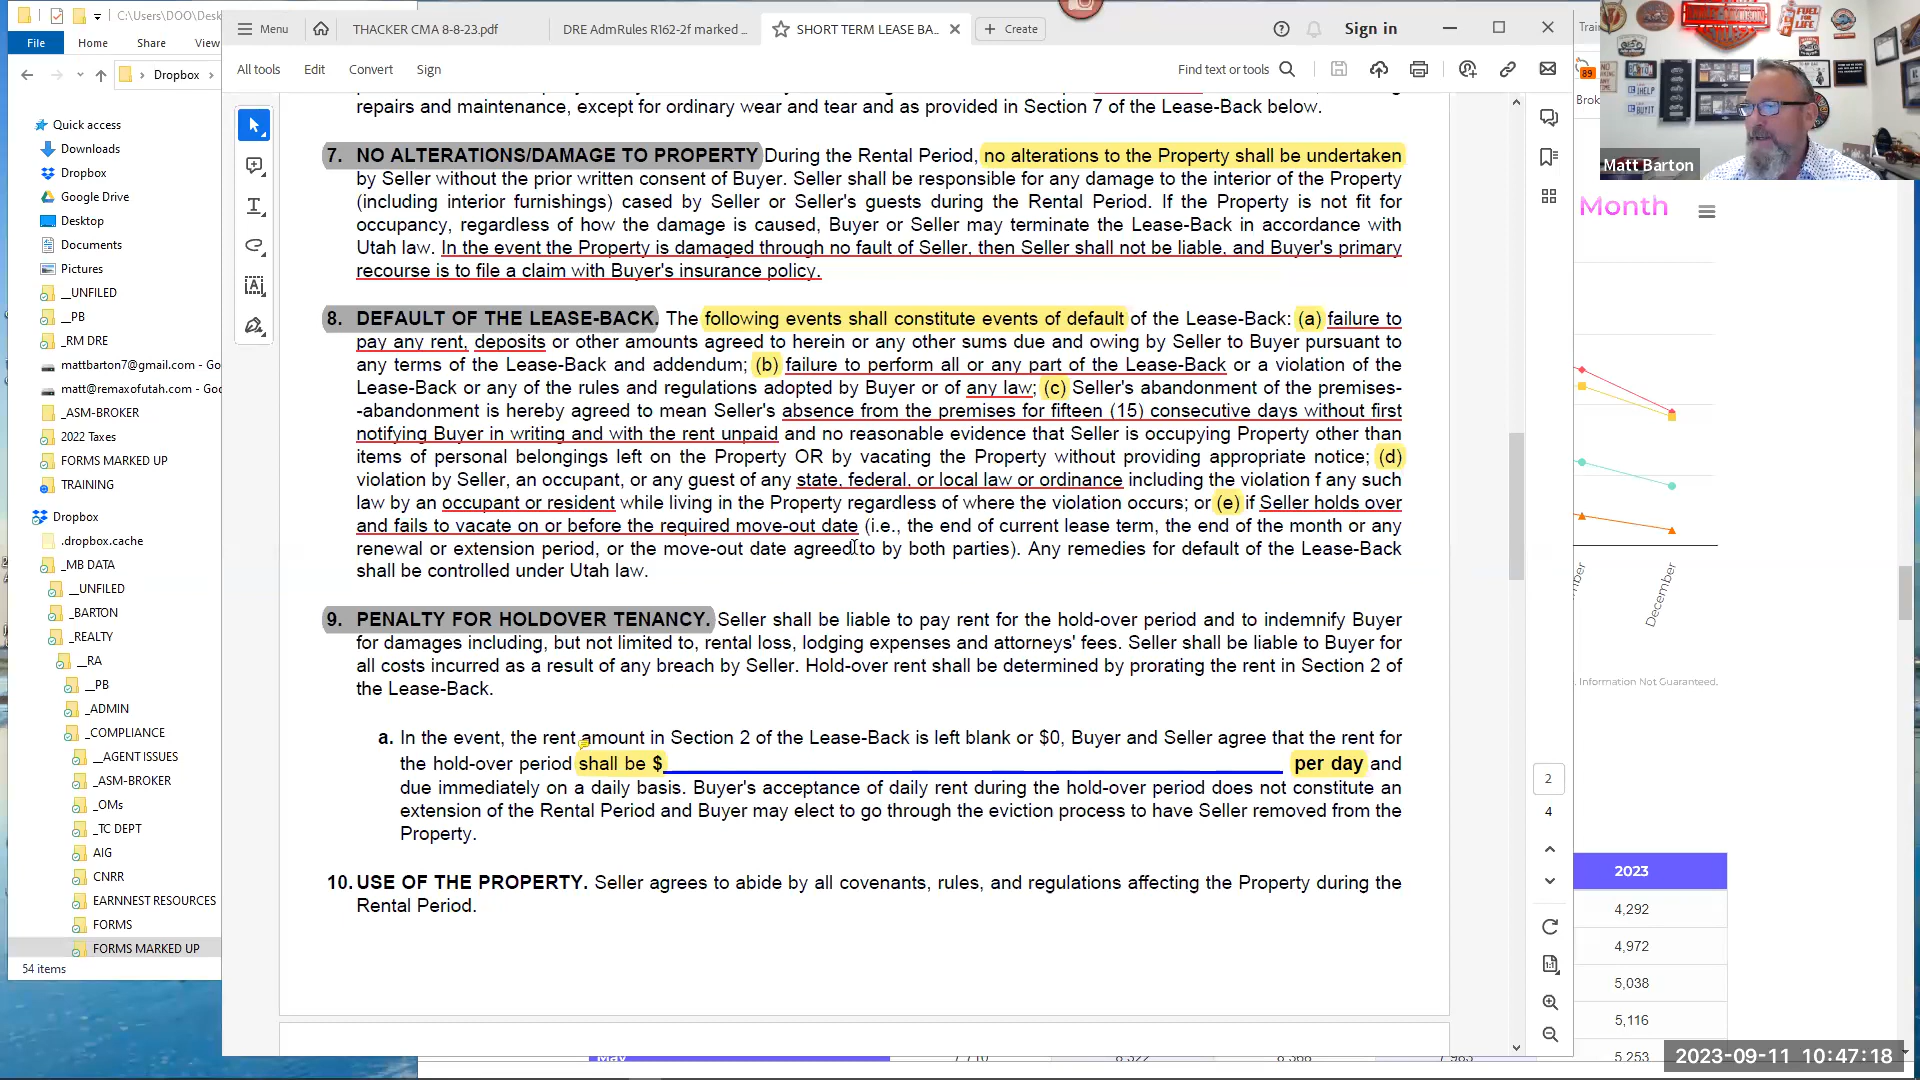 C:\Users\DOO\Desk
File
Home
Share
View
Dropbox
Quick access
Downloads
Dropbox
Google Drive
Desktop
Documents
Pictures
__UNFILED
__PB
_RM DRE
mattbarton7@gmail.com - Go
matt@remaxofutah.com - Goo
_ASM-BROKER
2022 Taxes
FORMS MARKED UP
TRAINING
Dropbox
.dropbox.cache
_MB DATA
__UNFILED
_BARTON
_REALTY
__RA
__PB
_ADMIN
_COMPLIANCE
__AGENT ISSUES
_ASM-BROKER
_OMs
_TC DEPT
AIG
CNRR
EARNNEST RESOURCES
FORMS
FORMS MARKED UP
54 items
Menu
THACKER CMA 8-8-23.pdf
DRE AdmRules R162-2f marked ...
SHORT TERM LEASE BA...
Create
Sign in
All tools
Edit
Convert
Sign
Find text or tools
repairs and maintenance, except for ordinary wear and tear and as provided in Section 7 of the Lease-Back below.
7. NO ALTERATIONS/DAMAGE TO PROPERTY During the Rental Period, no alterations to the Property shall be undertaken
by Seller without the prior written consent of Buyer. Seller shall be responsible for any damage to the interior of the Property
(including interior furnishings) cased by Seller or Seller's guests during the Rental Period. If the Property is not fit for
occupancy, regardless of how the damage is caused, Buyer or Seller may terminate the Lease-Back in accordance with
Utah law. In the event the Property is damaged through no fault of Seller, then Seller shall not be liable, and Buyer's primary
recourse is to file a claim with Buyer's insurance policy.
8. DEFAULT OF THE LEASE-BACK. The following events shall constitute events of default of the Lease-Back: (a) failure to
pay any rent, deposits or other amounts agreed to herein or any other sums due and owing by Seller to Buyer pursuant to
any terms of the Lease-Back and addendum; (b) failure to perform all or any part of the Lease-Back or a violation of the
Lease-Back or any of the rules and regulations adopted by Buyer or of any law; (c) Seller's abandonment of the premises-
-abandonment is hereby agreed to mean Seller's absence from the premises for fifteen (15) consecutive days without first
notifying Buyer in writing and with the rent unpaid and no reasonable evidence that Seller is occupying Property other than
items of personal belongings left on the Property OR by vacating the Property without providing appropriate notice; (d)
violation by Seller, an occupant, or any guest of any state, federal, or local law or ordinance including the violation f any such
law by an occupant or resident while living in the Property regardless of where the violation occurs; or (e) if Seller holds over
and fails to vacate on or before the required move-out date (i.e., the end of current lease term, the end of the month or any
renewal or extension period, or the move-out date agreed to by both parties). Any remedies for default of the Lease-Back
shall be controlled under Utah law.
9. PENALTY FOR HOLDOVER TENANCY. Seller shall be liable to pay rent for the hold-over period and to indemnify Buyer
for damages including, but not limited to, rental loss, lodging expenses and attorneys' fees. Seller shall be liable to Buyer for
all costs incurred as a result of any breach by Seller. Hold-over rent shall be determined by prorating the rent in Section 2 of
the Lease-Back.
a. In the event, the rent amount in Section 2 of the Lease-Back is left blank or $0, Buyer and Seller agree that the rent for
the hold-over period shall be $ per day and
due immediately on a daily basis. Buyer's acceptance of daily rent during the hold-over period does not constitute an
extension of the Rental Period and Buyer may elect to go through the eviction process to have Seller removed from the
Property.
10. USE OF THE PROPERTY. Seller agrees to abide by all covenants, rules, and regulations affecting the Property during the
Rental Period.
2
4
Matt Barton
89
Month
December
Information Not Guaranteed.
2023
4,292
4,972
5,038
5,116
5,253
2023-09-11 10:47:18